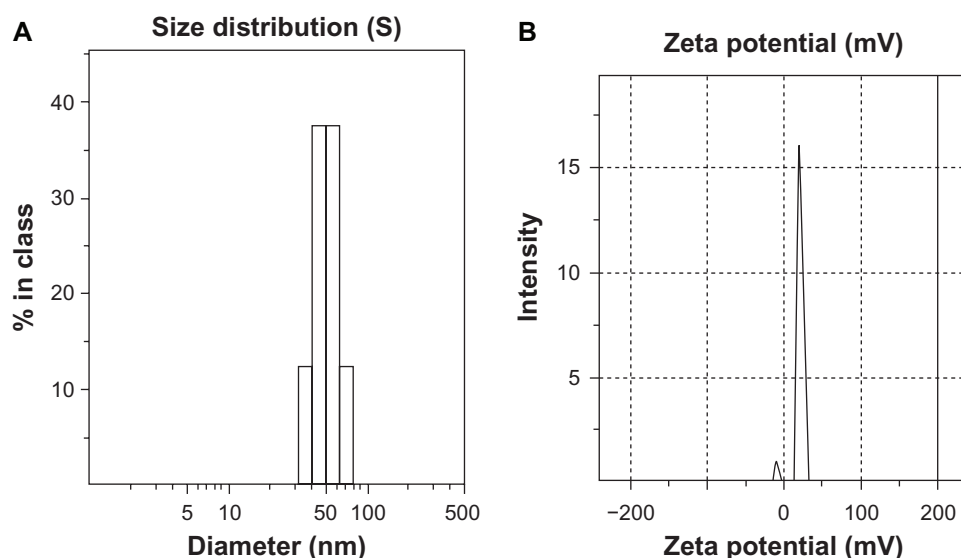 A
Size distribution (S)
% in class
40
30
20
10
5
10
50
100
500
Diameter (nm)
B
Zeta potential (mV)
Intensity
15
10
5
−200
0
100
200
Zeta potential (mV)